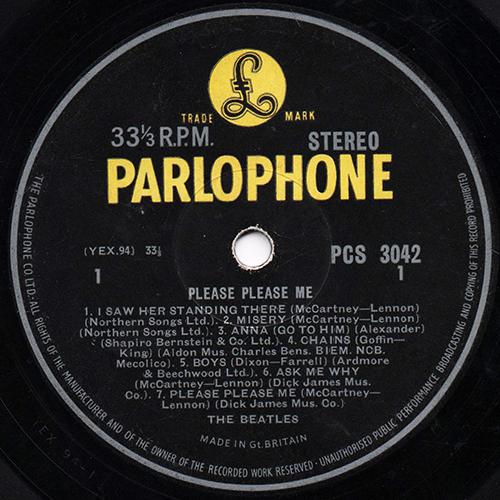 £
TRADE MARK
33⅓ R.P.M. STEREO
PARLOPHONE
(YEX.94) 33⅓ PCS 3042
1 1
PLEASE PLEASE ME
1. I SAW HER STANDING THERE (McCartney—Lennon)
(Northern Songs Ltd.). 2. MISERY (McCartney—Lennon)
(Northern Songs Ltd.). 3. ANNA (GO TO HIM) (Alexander)
(Shapiro Bernstein & Co. Ltd.). 4. CHAINS (Goffin—
King) (Aldon Mus. Charles Bens. BIEM. NCB.
Mecolico). 5. BOYS (Dixon—Farrell) (Ardmore
& Beechwood Ltd.) 6. ASK ME WHY
(McCartney—Lennon) (Dick James Mus.
Co.). 7. PLEASE PLEASE ME (McCartney—
Lennon) (Dick James Mus. Co.)
THE BEATLES
MADE IN Gt.BRITAIN
THE PARLOPHONE CO LTD·ALL RIGHTS OF THE MANUFACTURER AND OF THE OWNER OF THE RECORDED WORK RESERVED·UNAUTHORISED PUBLIC PERFORMANCE BROADCASTING AND COPYING OF THIS RECORD PROHIBITED